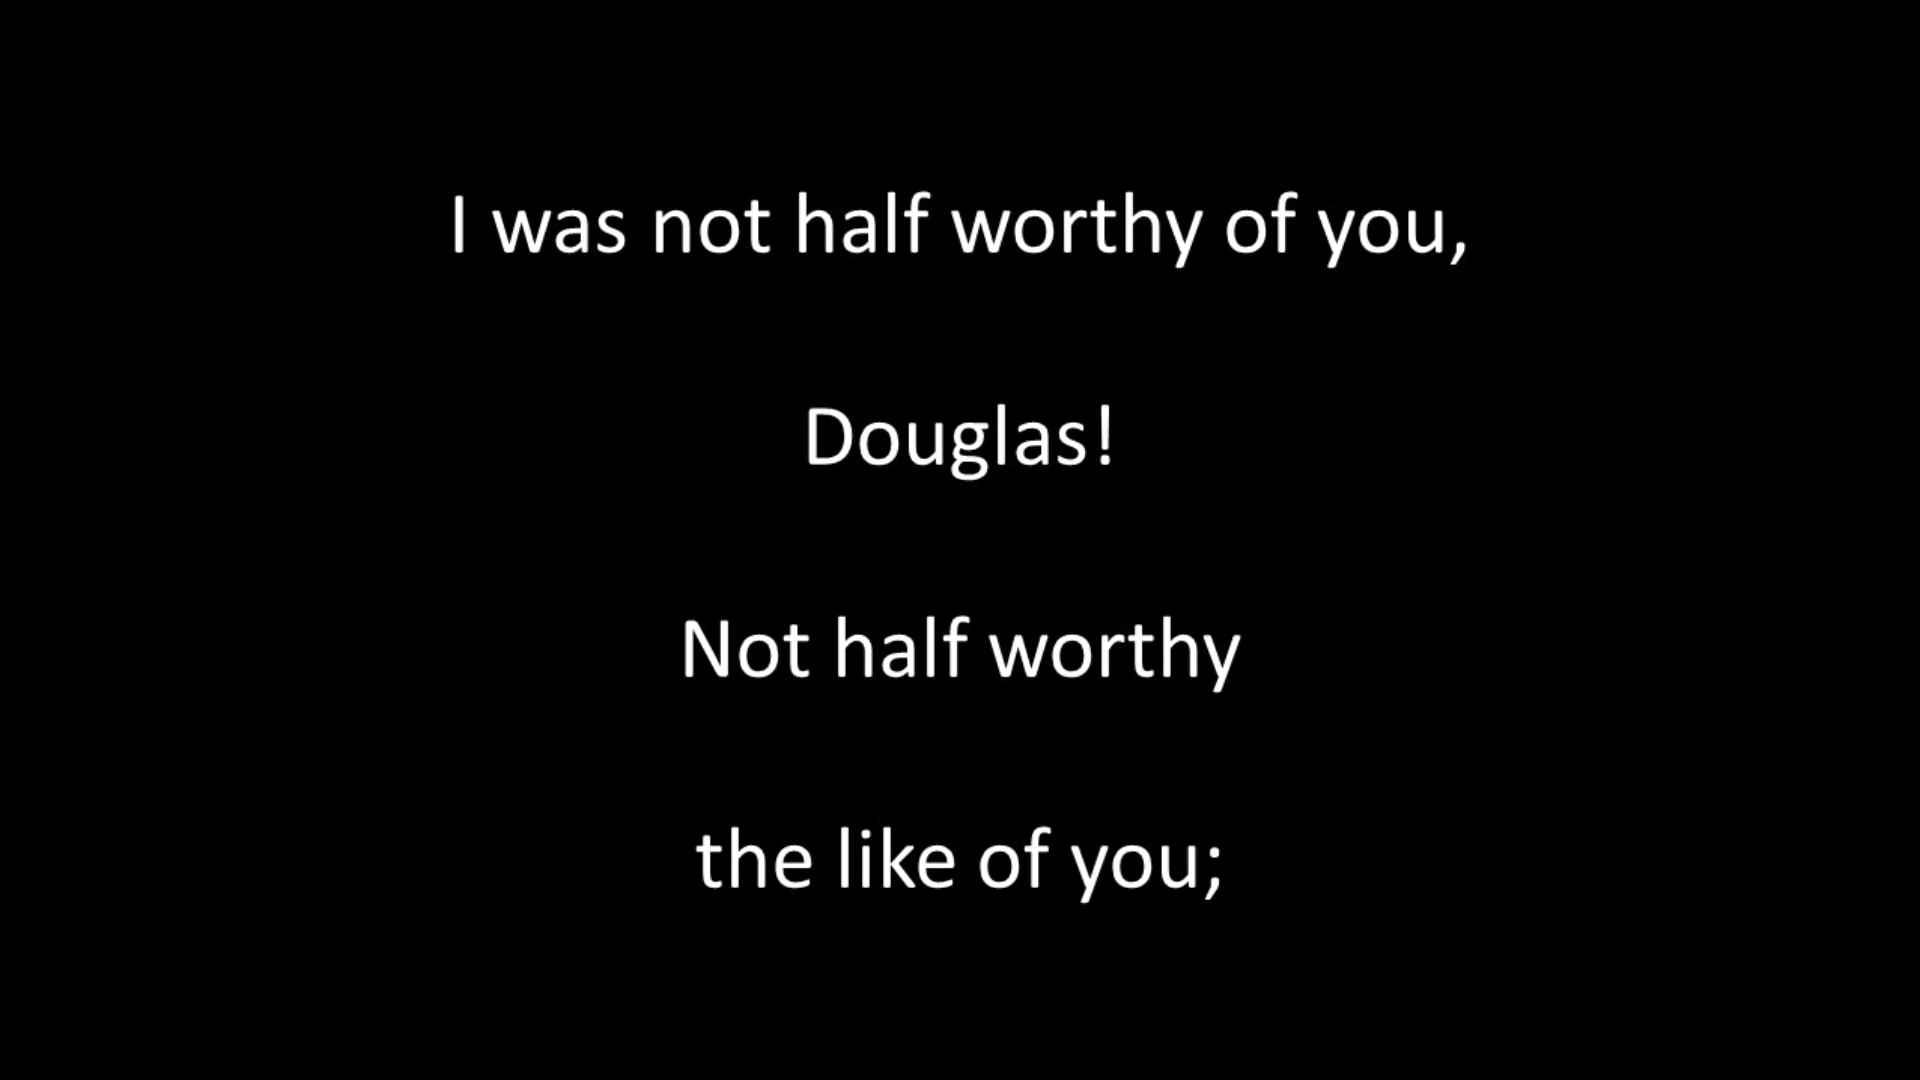 I was not half worthy of you,
Douglas!
Not half worthy
the like of you;